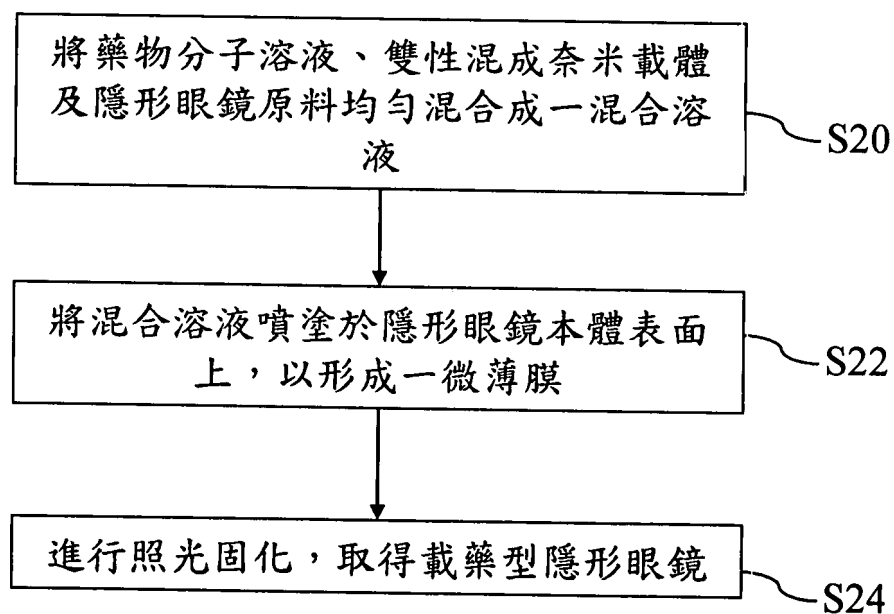 將藥物分子溶液、雙性混成奈米載體
及隱形眼鏡原料均勻混合成一混合溶
液
S20
將混合溶液噴塗於隱形眼鏡本體表面
上，以形成一微薄膜
S22
進行照光固化，取得載藥型隱形眼鏡
S24